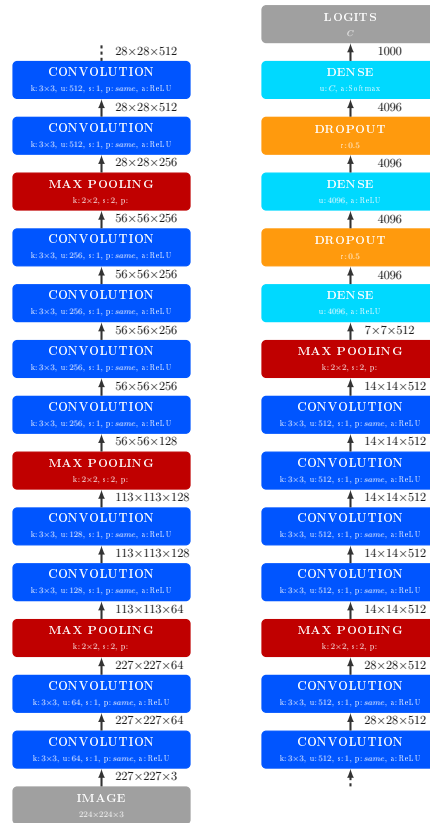 28×28×512
CONVOLUTION
k:3×3, u:512, s:1, p:same, a:ReLU
28×28×512
CONVOLUTION
k:3×3, u:512, s:1, p:same, a:ReLU
28×28×256
MAX POOLING
k:2×2, s:2, p:
56×56×256
CONVOLUTION
k:3×3, u:256, s:1, p:same, a:ReLU
56×56×256
CONVOLUTION
k:3×3, u:256, s:1, p:same, a:ReLU
56×56×256
CONVOLUTION
k:3×3, u:256, s:1, p:same, a:ReLU
56×56×256
CONVOLUTION
k:3×3, u:256, s:1, p:same, a:ReLU
56×56×128
MAX POOLING
k:2×2, s:2, p:
113×113×128
CONVOLUTION
k:3×3, u:128, s:1, p:same, a:ReLU
113×113×128
CONVOLUTION
k:3×3, u:128, s:1, p:same, a:ReLU
113×113×64
MAX POOLING
k:2×2, s:2, p:
227×227×64
CONVOLUTION
k:3×3, u:64, s:1, p:same, a:ReLU
227×227×64
CONVOLUTION
k:3×3, u:64, s:1, p:same, a:ReLU
227×227×3
IMAGE
224×224×3
LOGITS
C
1000
DENSE
u:C, a:Softmax
4096
DROPOUT
r:0.5
4096
DENSE
u:4096, a:ReLU
4096
DROPOUT
r:0.5
4096
DENSE
u:4096, a:ReLU
7×7×512
MAX POOLING
k:2×2, s:2, p:
14×14×512
CONVOLUTION
k:3×3, u:512, s:1, p:same, a:ReLU
14×14×512
CONVOLUTION
k:3×3, u:512, s:1, p:same, a:ReLU
14×14×512
CONVOLUTION
k:3×3, u:512, s:1, p:same, a:ReLU
14×14×512
CONVOLUTION
k:3×3, u:512, s:1, p:same, a:ReLU
14×14×512
MAX POOLING
k:2×2, s:2, p:
28×28×512
CONVOLUTION
k:3×3, u:512, s:1, p:same, a:ReLU
28×28×512
CONVOLUTION
k:3×3, u:512, s:1, p:same, a:ReLU